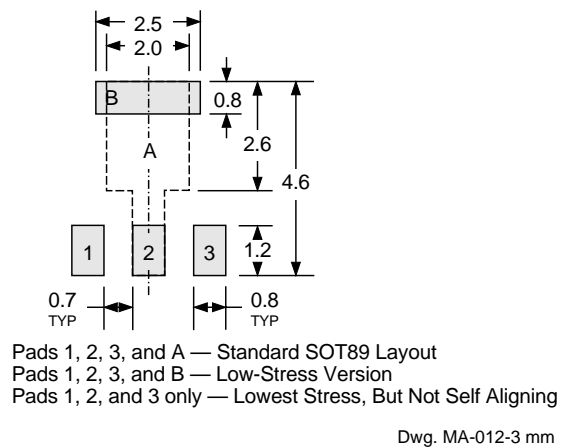 2.5
2.0
B
0.8
A
2.6
4.6
1
2
3
1.2
0.7
TYP
0.8
TYP
Pads 1, 2, 3, and A — Standard SOT89 Layout
Pads 1, 2, 3, and B — Low-Stress Version
Pads 1, 2, and 3 only — Lowest Stress, But Not Self Aligning
Dwg. MA-012-3 mm